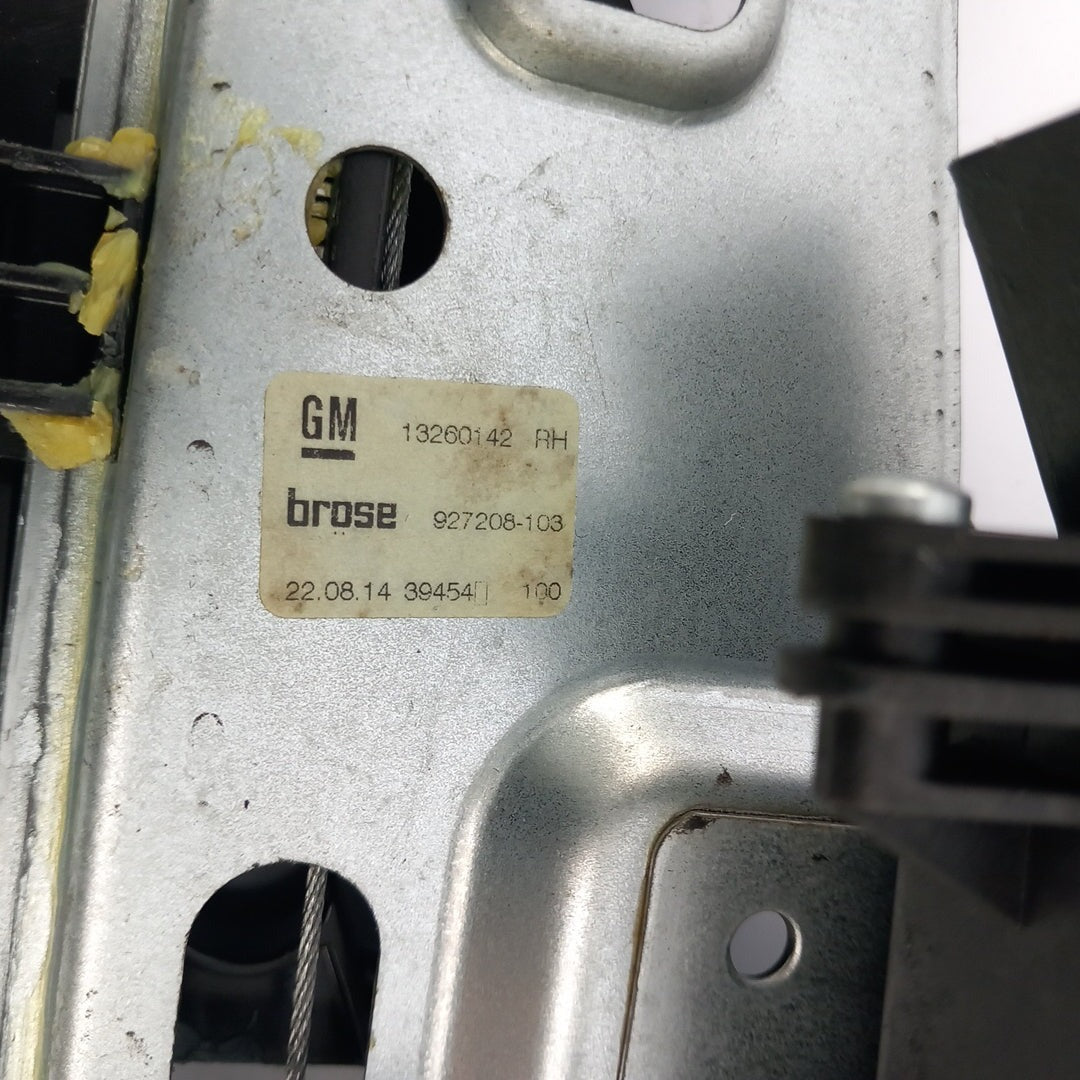 GM 13260142 RH
brose 927208-103
22.08.14 39454▯ 100